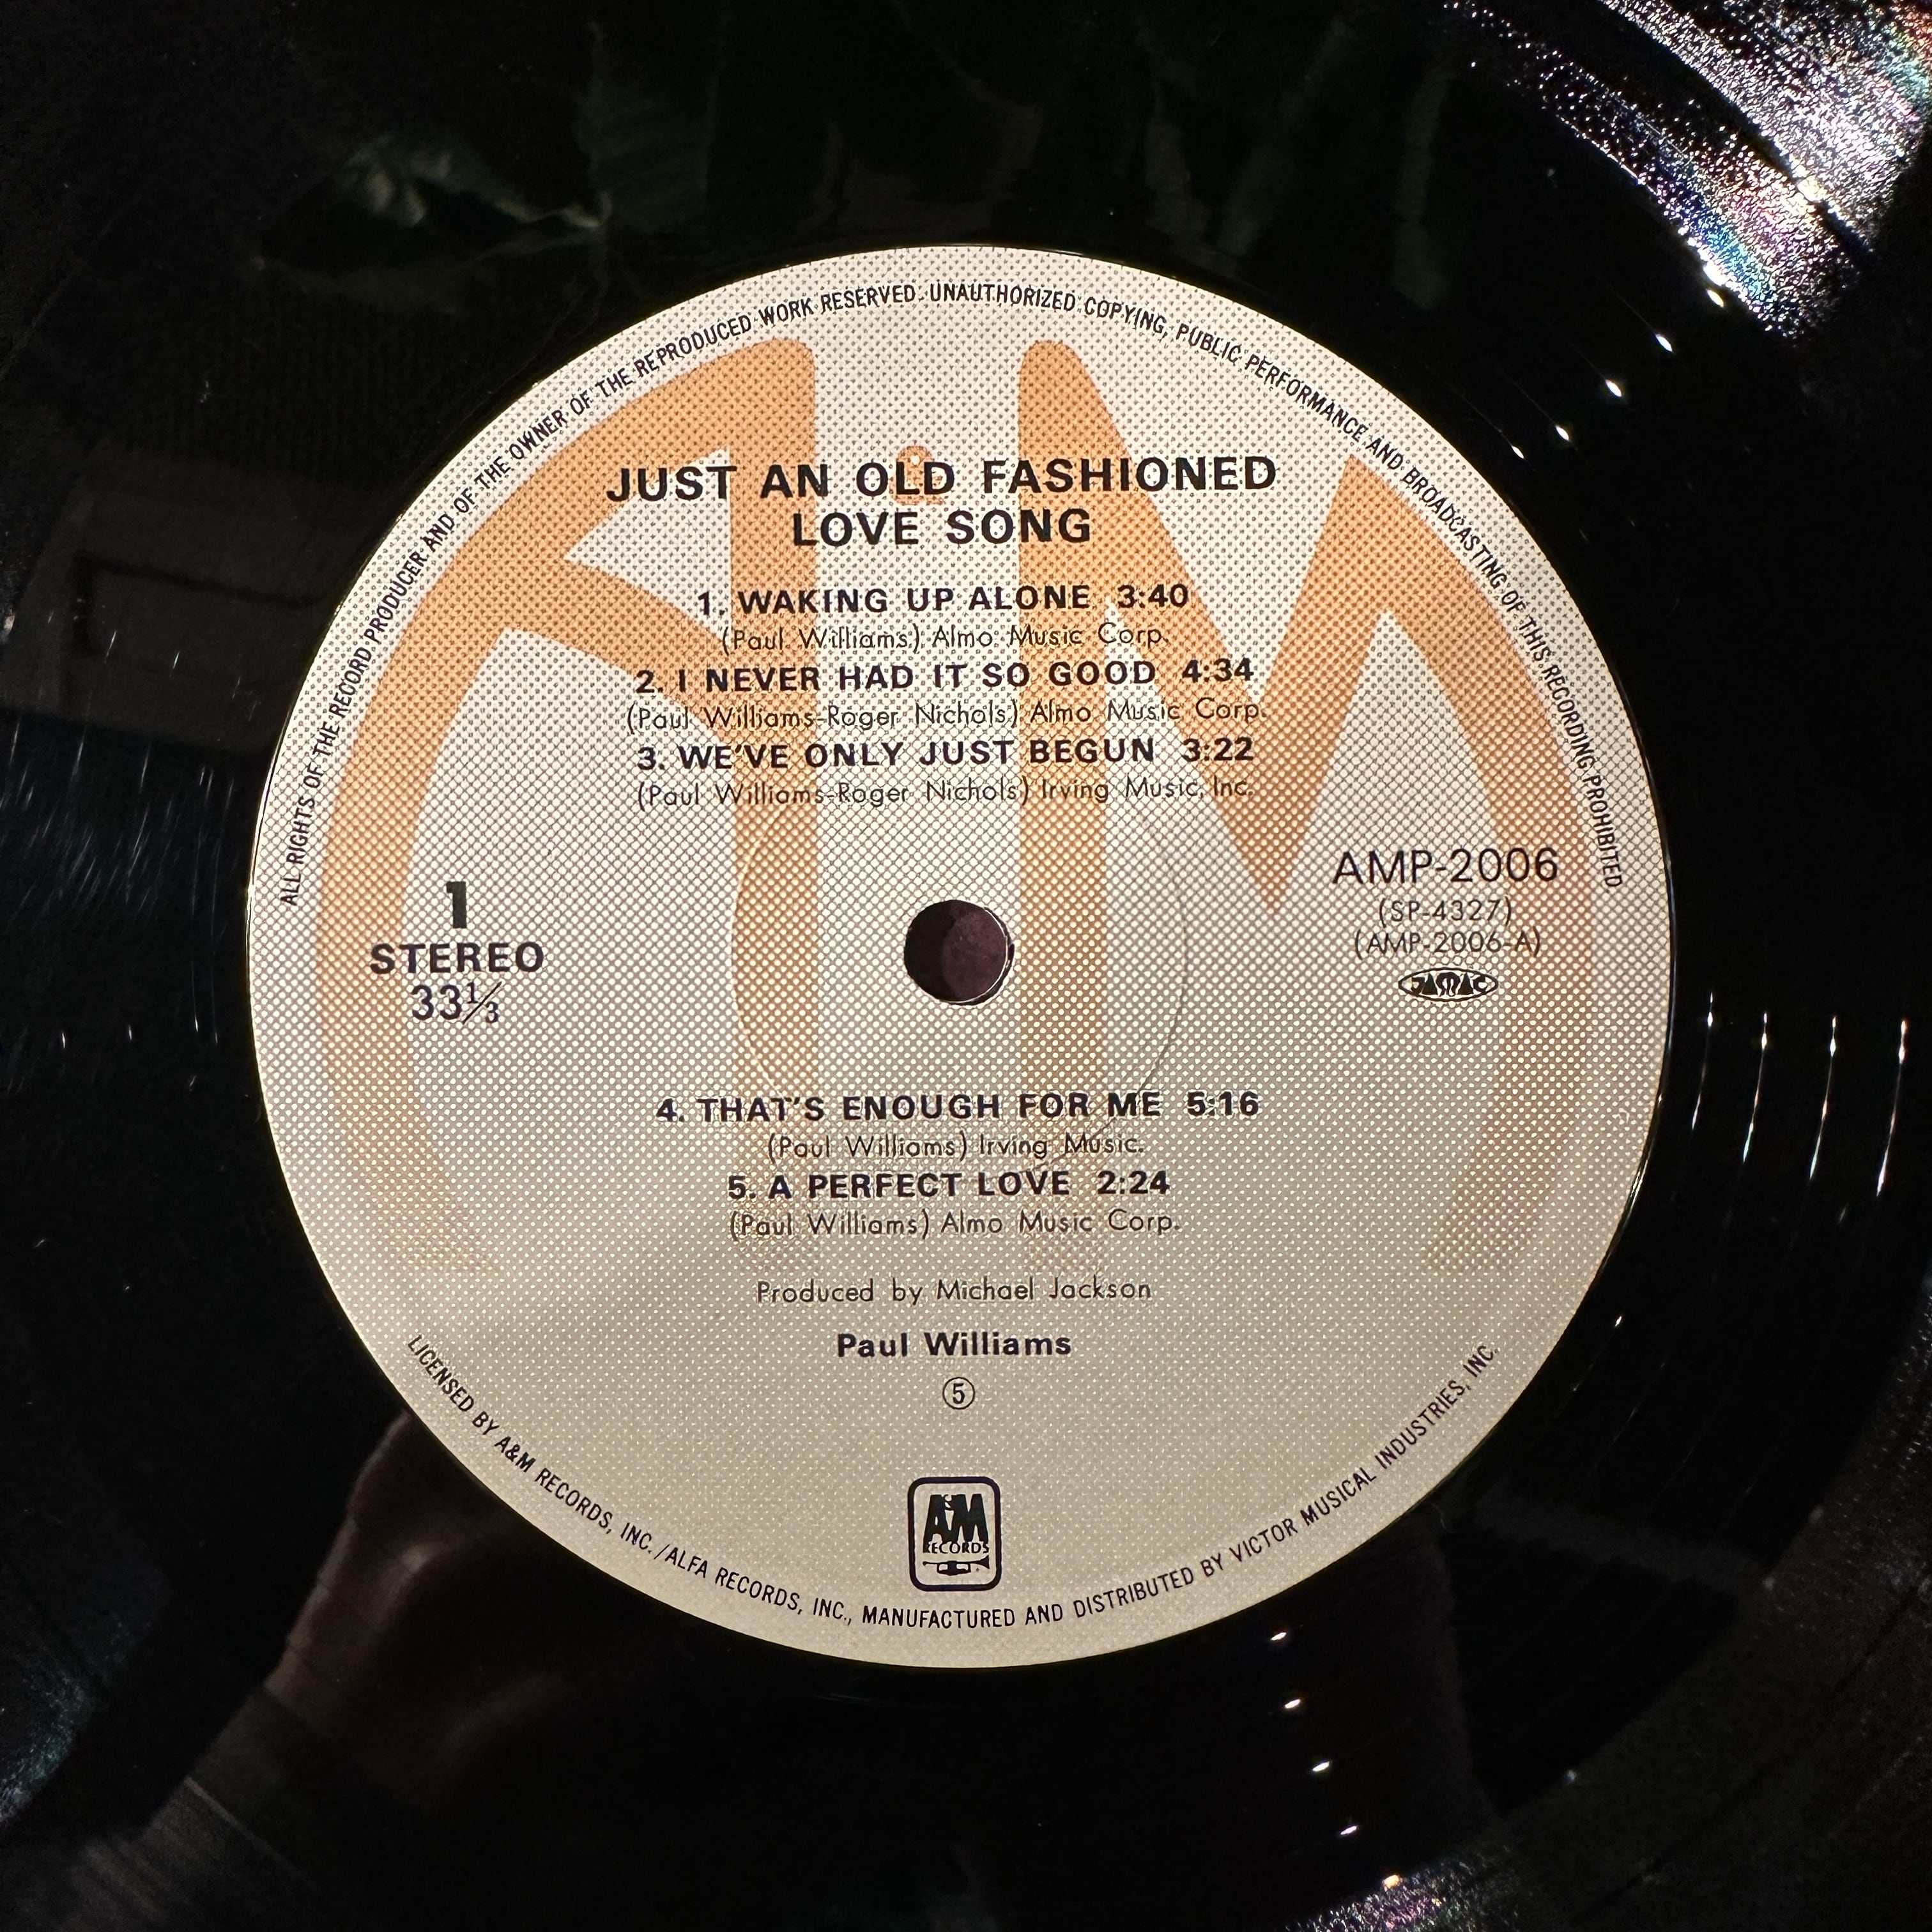 ALL RIGHTS OF THE RECORD PRODUCER AND OF THE OWNER OF THE REPRODUCED WORK RESERVED. UNAUTHORIZED COPYING, PUBLIC PERFORMANCE AND BROADCASTING OF THIS RECORDING PROHIBITED
JUST AN OLD FASHIONED
LOVE SONG
1. WAKING UP ALONE 3:40
(Paul Williams) Almo Music Corp.
2. I NEVER HAD IT SO GOOD 4:34
(Paul Williams-Roger Nichols) Almo Music Corp.
3. WE'VE ONLY JUST BEGUN 3:22
(Paul Williams-Roger Nichols) Irving Music, Inc.
1
STEREO
33⅓
AMP-2006
(SP-4327)
(AMP-2006-A)
JASRAC
4. THAT'S ENOUGH FOR ME 5:16
(Paul Williams) Irving Music.
5. A PERFECT LOVE 2:24
(Paul Williams) Almo Music Corp.
Produced by Michael Jackson
Paul Williams
⑤
A&M
RECORDS
LICENSED BY A&M RECORDS, INC./ALFA RECORDS, INC., MANUFACTURED AND DISTRIBUTED BY VICTOR MUSICAL INDUSTRIES, INC.